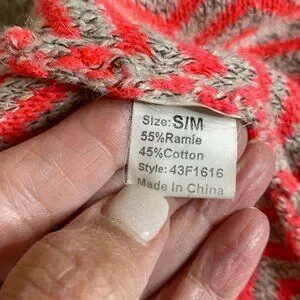 Size: S/M
55%Ramie
45%Cotton
Style: 43F1616
Made In China